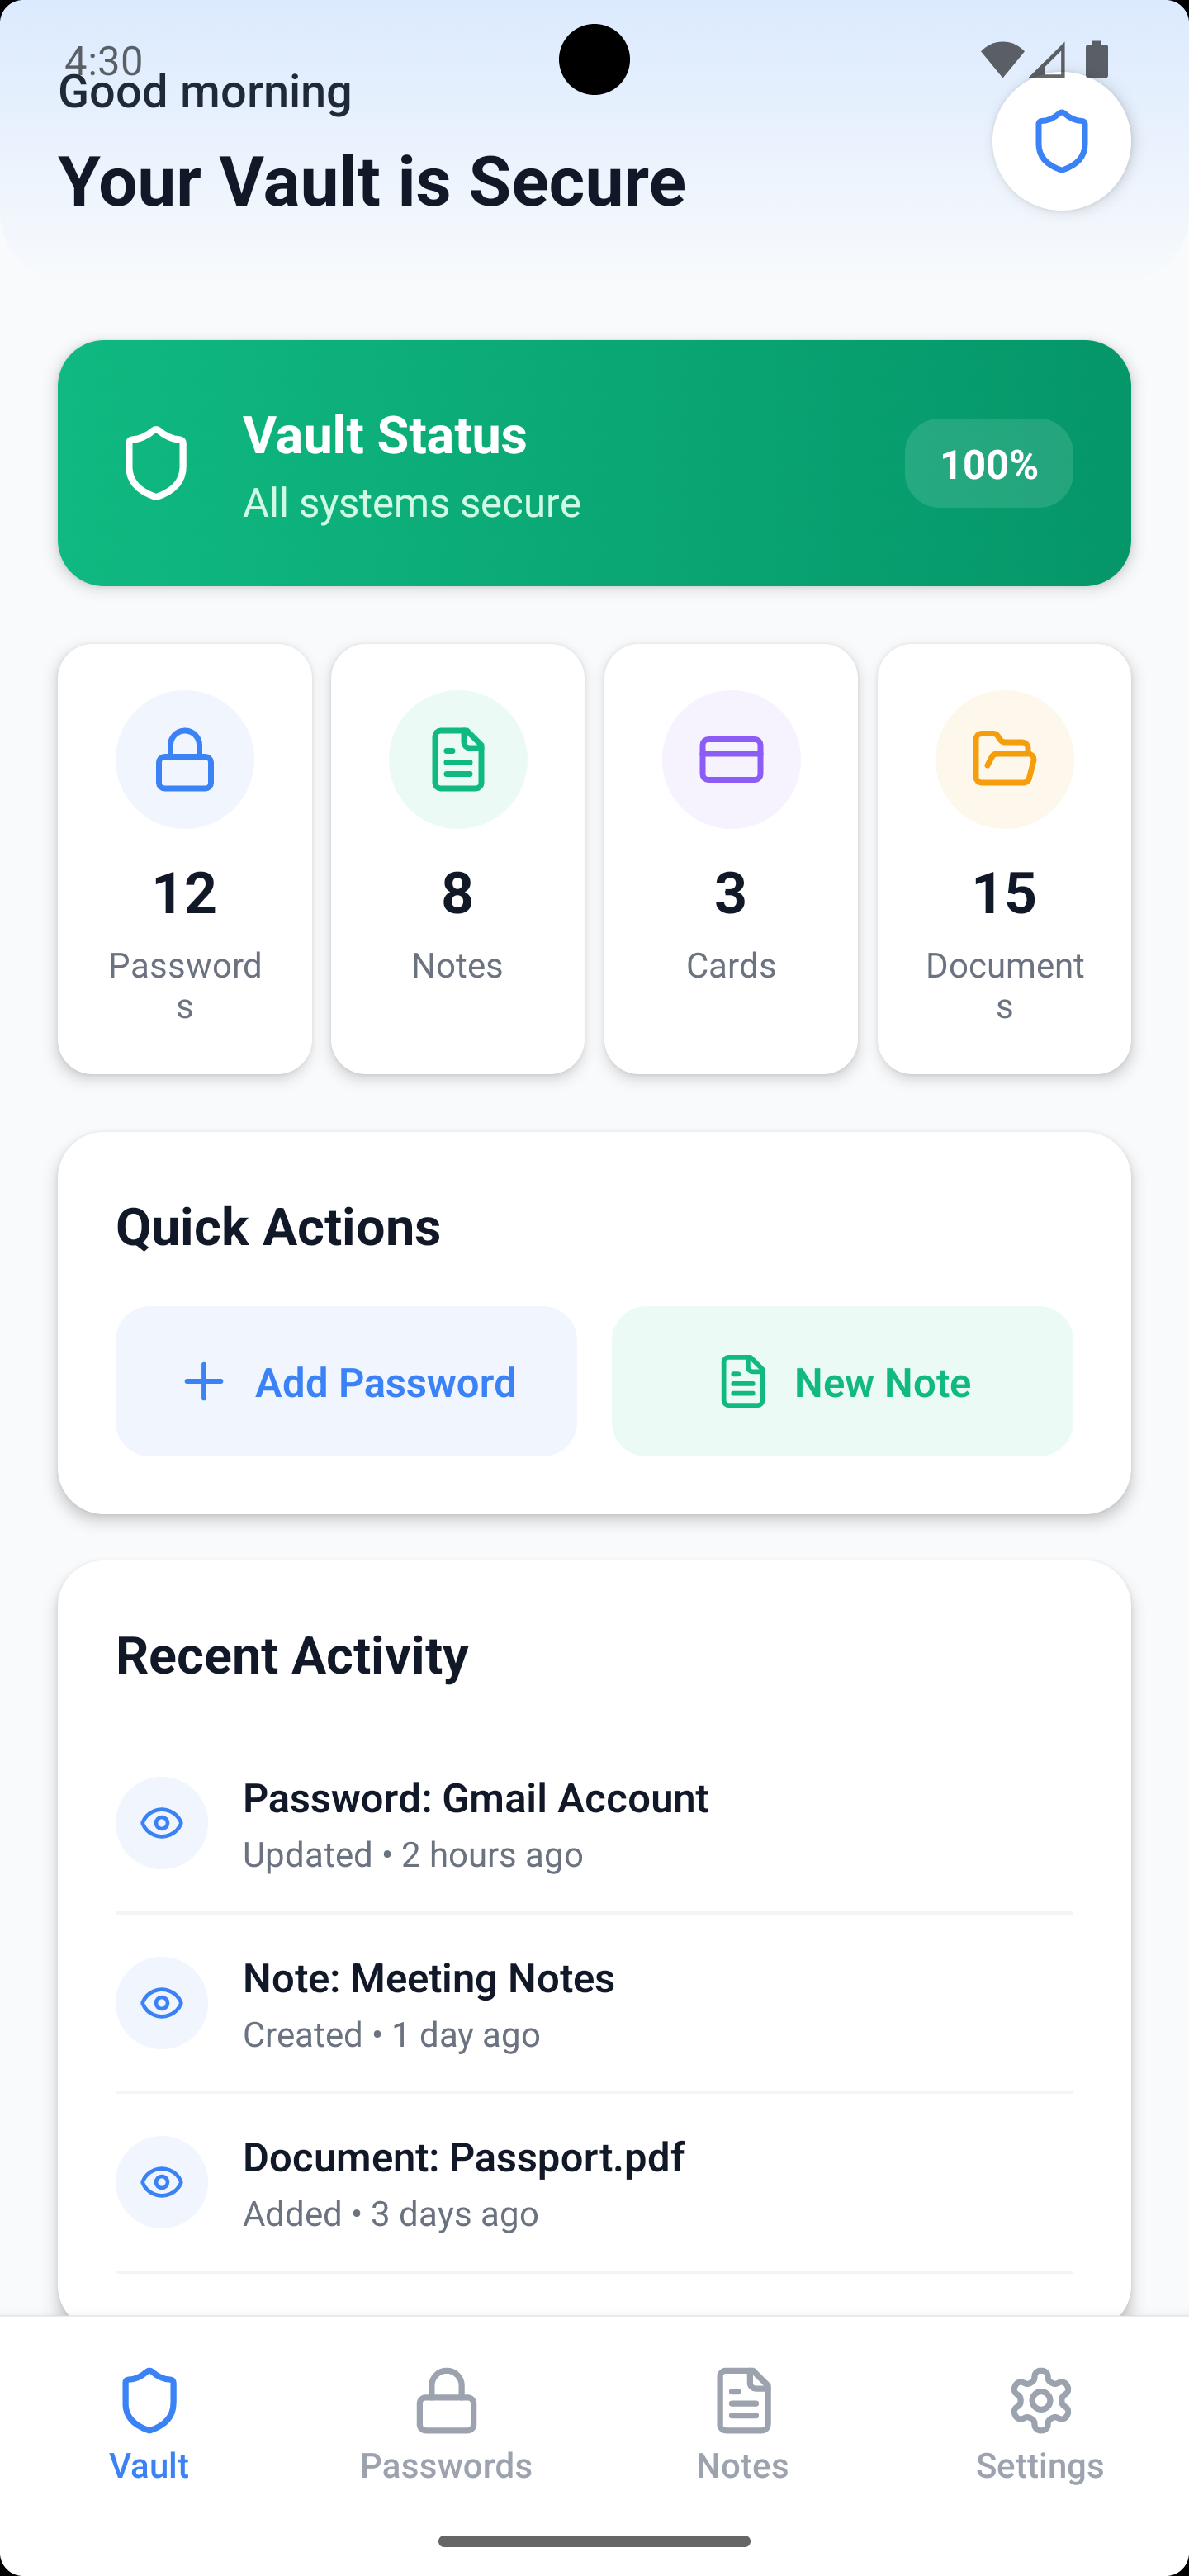 4:30
Good morning
Your Vault is Secure
Vault Status
All systems secure
100%
12
Password
s
8
Notes
3
Cards
15
Document
s
Quick Actions
Add Password
New Note
Recent Activity
Password: Gmail Account
Updated • 2 hours ago
Note: Meeting Notes
Created • 1 day ago
Document: Passport.pdf
Added • 3 days ago
Vault
Passwords
Notes
Settings